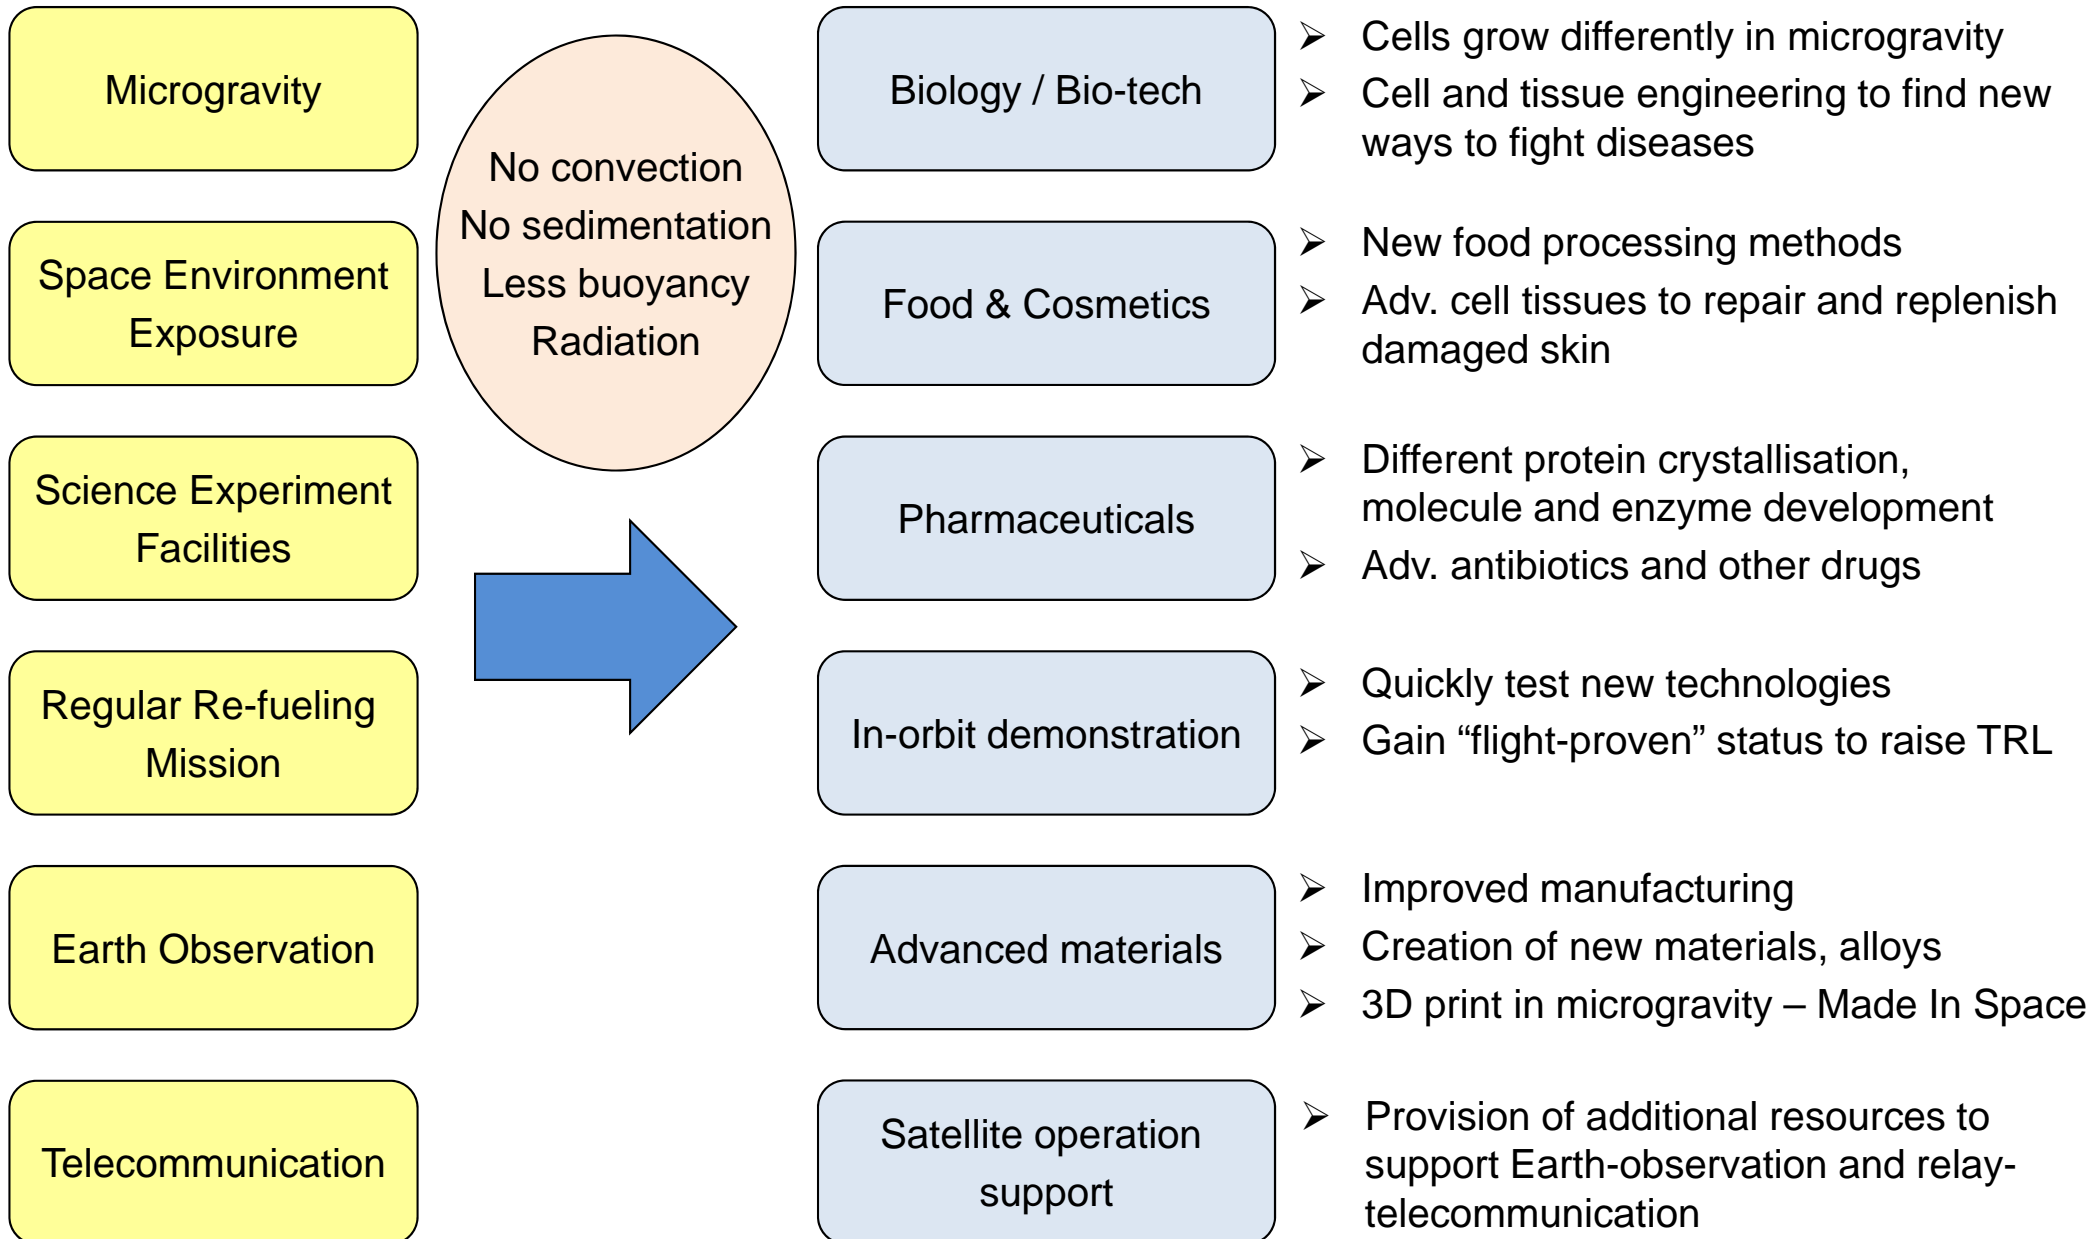 Microgravity
Space Environment
Exposure
Science Experiment
Facilities
Regular Re-fueling
Mission
Earth Observation
Telecommunication
No convection
No sedimentation
Less buoyancy
Radiation
Biology / Bio-tech
➢ Cells grow differently in microgravity
➢ Cell and tissue engineering to find new
ways to fight diseases
Food & Cosmetics
➢ New food processing methods
➢ Adv. cell tissues to repair and replenish
damaged skin
Pharmaceuticals
➢ Different protein crystallisation,
molecule and enzyme development
➢ Adv. antibiotics and other drugs
In-orbit demonstration
➢ Quickly test new technologies
➢ Gain “flight-proven” status to raise TRL
Advanced materials
➢ Improved manufacturing
➢ Creation of new materials, alloys
➢ 3D print in microgravity – Made In Space
Satellite operation
support
➢ Provision of additional resources to
support Earth-observation and relay-
telecommunication